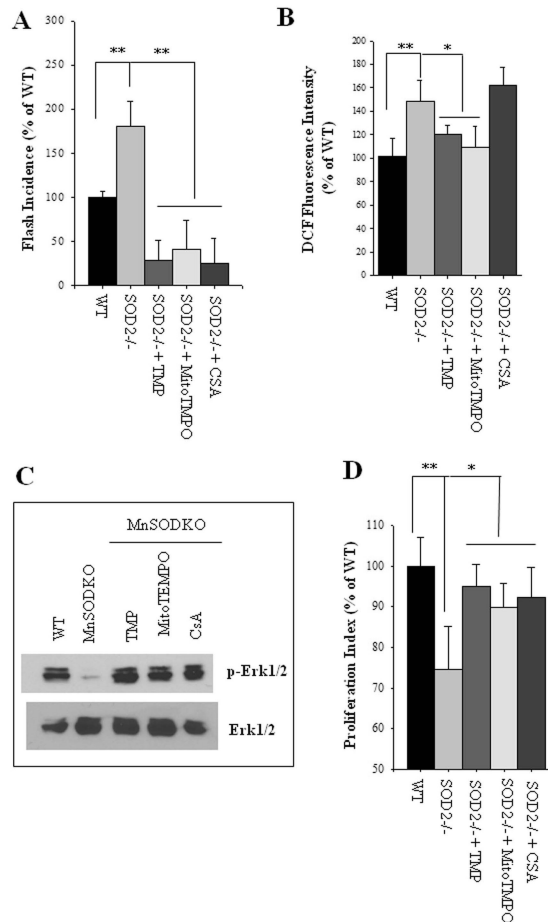 A
Flash Incidence (% of WT)
300
250
200
150
100
50
0
**
**
WT
SOD2-/-
SOD2-/-+ TMP
SOD2-/-+ MitoTMPO
SOD2-/-+ CSA
B
DCF Fluorescence Intensity
(% of WT)
200
180
160
140
120
100
80
60
40
20
0
**
*
WT
SOD2-/-
SOD2-/-+ TMP
SOD2-/-+ MitoTMPO
SOD2-/-+ CSA
C
MnSODKO
WT
MnSODKO
TMP
MitoTEMPO
CsA
p-Erk1/2
Erk1/2
D
Proliferation Index (% of WT)
110
100
90
80
70
60
50
**
*
WT
SOD2-/-
SOD2-/-+ TMP
SOD2-/-+ MitoTMPO
SOD2-/-+ CSA